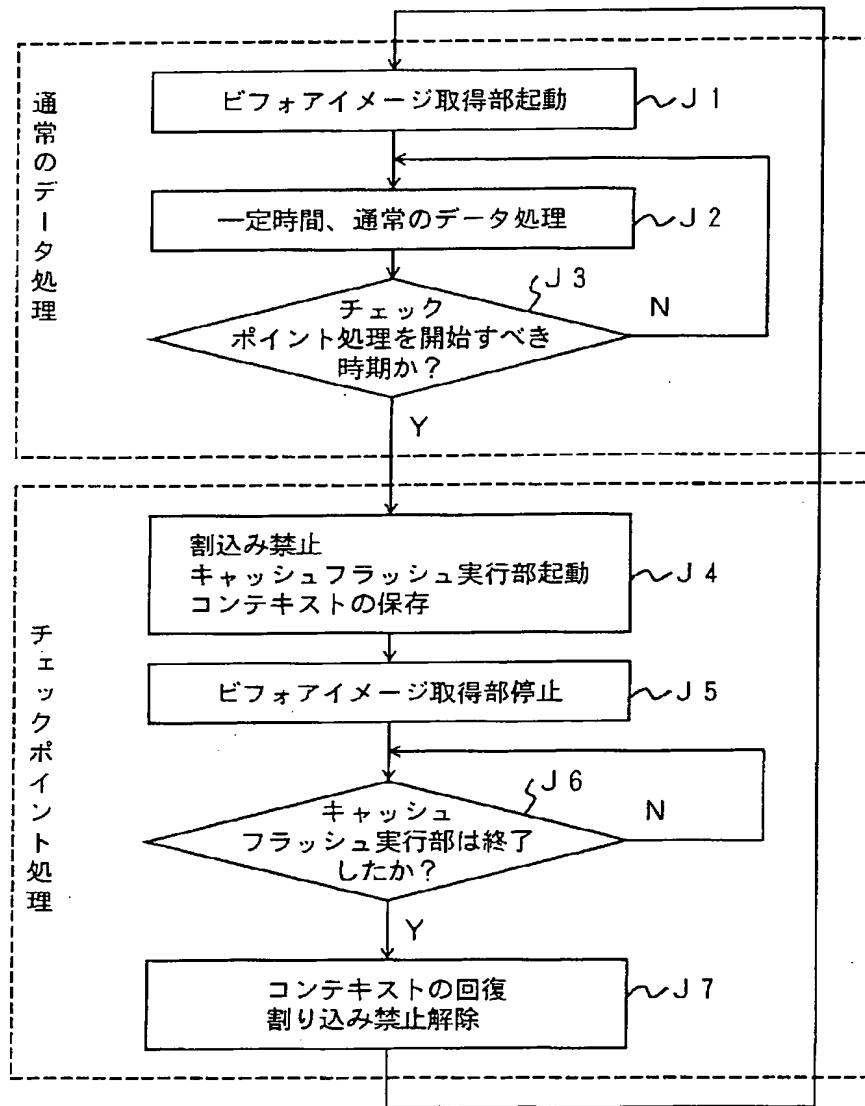 通常のデータ処理
ビフォアイメージ取得部起動
J1
一定時間、通常のデータ処理
J2
J3
チェック
ポイント処理を開始すべき
時期か?
N
Y
チェックポイント処理
割込み禁止
キャッシュフラッシュ実行部起動
コンテキストの保存
J4
ビフォアイメージ取得部停止
J5
J6
キャッシュ
フラッシュ実行部は終了
したか?
N
Y
コンテキストの回復
割り込み禁止解除
J7